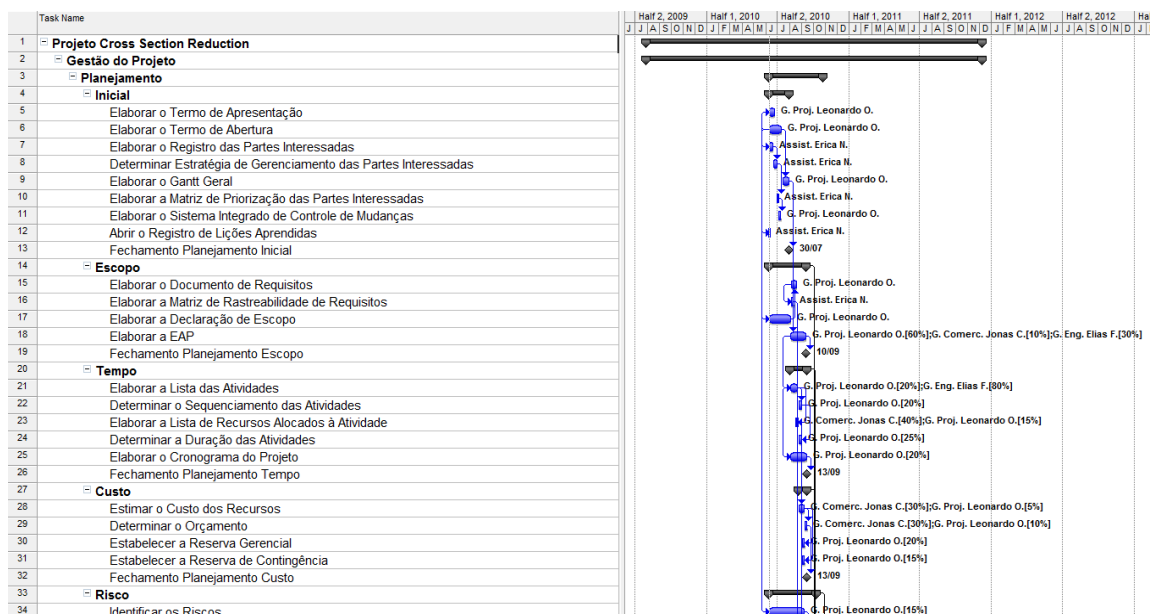 Task Name
Half 2, 2009 Half 1, 2010 Half 2, 2010 Half 1, 2011 Half 2, 2011 Half 1, 2012 Half 2, 2012 Ha
J J A S O N D J F M A M J J A S O N D J F M A M J J A S O N D J F M A M J J A S O N D J
1 Projeto Cross Section Reduction
2 Gestão do Projeto
3 Planejamento
4 Inicial
5 Elaborar o Termo de Apresentação G. Proj. Leonardo O.
6 Elaborar o Termo de Abertura G. Proj. Leonardo O.
7 Elaborar o Registro das Partes Interessadas Assist. Erica N.
8 Determinar Estratégia de Gerenciamento das Partes Interessadas Assist. Erica N.
9 Elaborar o Gantt Geral G. Proj. Leonardo O.
10 Elaborar a Matriz de Priorização das Partes Interessadas Assist. Erica N.
11 Elaborar o Sistema Integrado de Controle de Mudanças G. Proj. Leonardo O.
12 Abrir o Registro de Lições Aprendidas Assist. Erica N.
13 Fechamento Planejamento Inicial 30/07
14 Escopo
15 Elaborar o Documento de Requisitos G. Proj. Leonardo O.
16 Elaborar a Matriz de Rastreabilidade de Requisitos Assist. Erica N.
17 Elaborar a Declaração de Escopo G. Proj. Leonardo O.
18 Elaborar a EAP G. Proj. Leonardo O.[60%];G. Comerc. Jonas C.[10%];G. Eng. Elias F.[30%]
19 Fechamento Planejamento Escopo 10/09
20 Tempo
21 Elaborar a Lista das Atividades G. Proj. Leonardo O.[20%];G. Eng. Elias F.[80%]
22 Determinar o Sequenciamento das Atividades G. Proj. Leonardo O.[20%]
23 Elaborar a Lista de Recursos Alocados à Atividade G. Comerc. Jonas C.[40%];G. Proj. Leonardo O.[15%]
24 Determinar a Duração das Atividades G. Proj. Leonardo O.[25%]
25 Elaborar o Cronograma do Projeto G. Proj. Leonardo O.[20%]
26 Fechamento Planejamento Tempo 13/09
27 Custo
28 Estimar o Custo dos Recursos G. Comerc. Jonas C.[30%];G. Proj. Leonardo O.[5%]
29 Determinar o Orçamento G. Comerc. Jonas C.[30%];G. Proj. Leonardo O.[10%]
30 Estabelecer a Reserva Gerencial G. Proj. Leonardo O.[20%]
31 Estabelecer a Reserva de Contingência G. Proj. Leonardo O.[15%]
32 Fechamento Planejamento Custo 13/09
33 Risco
34 Identificar os Riscos G. Proj. Leonardo O.[15%]